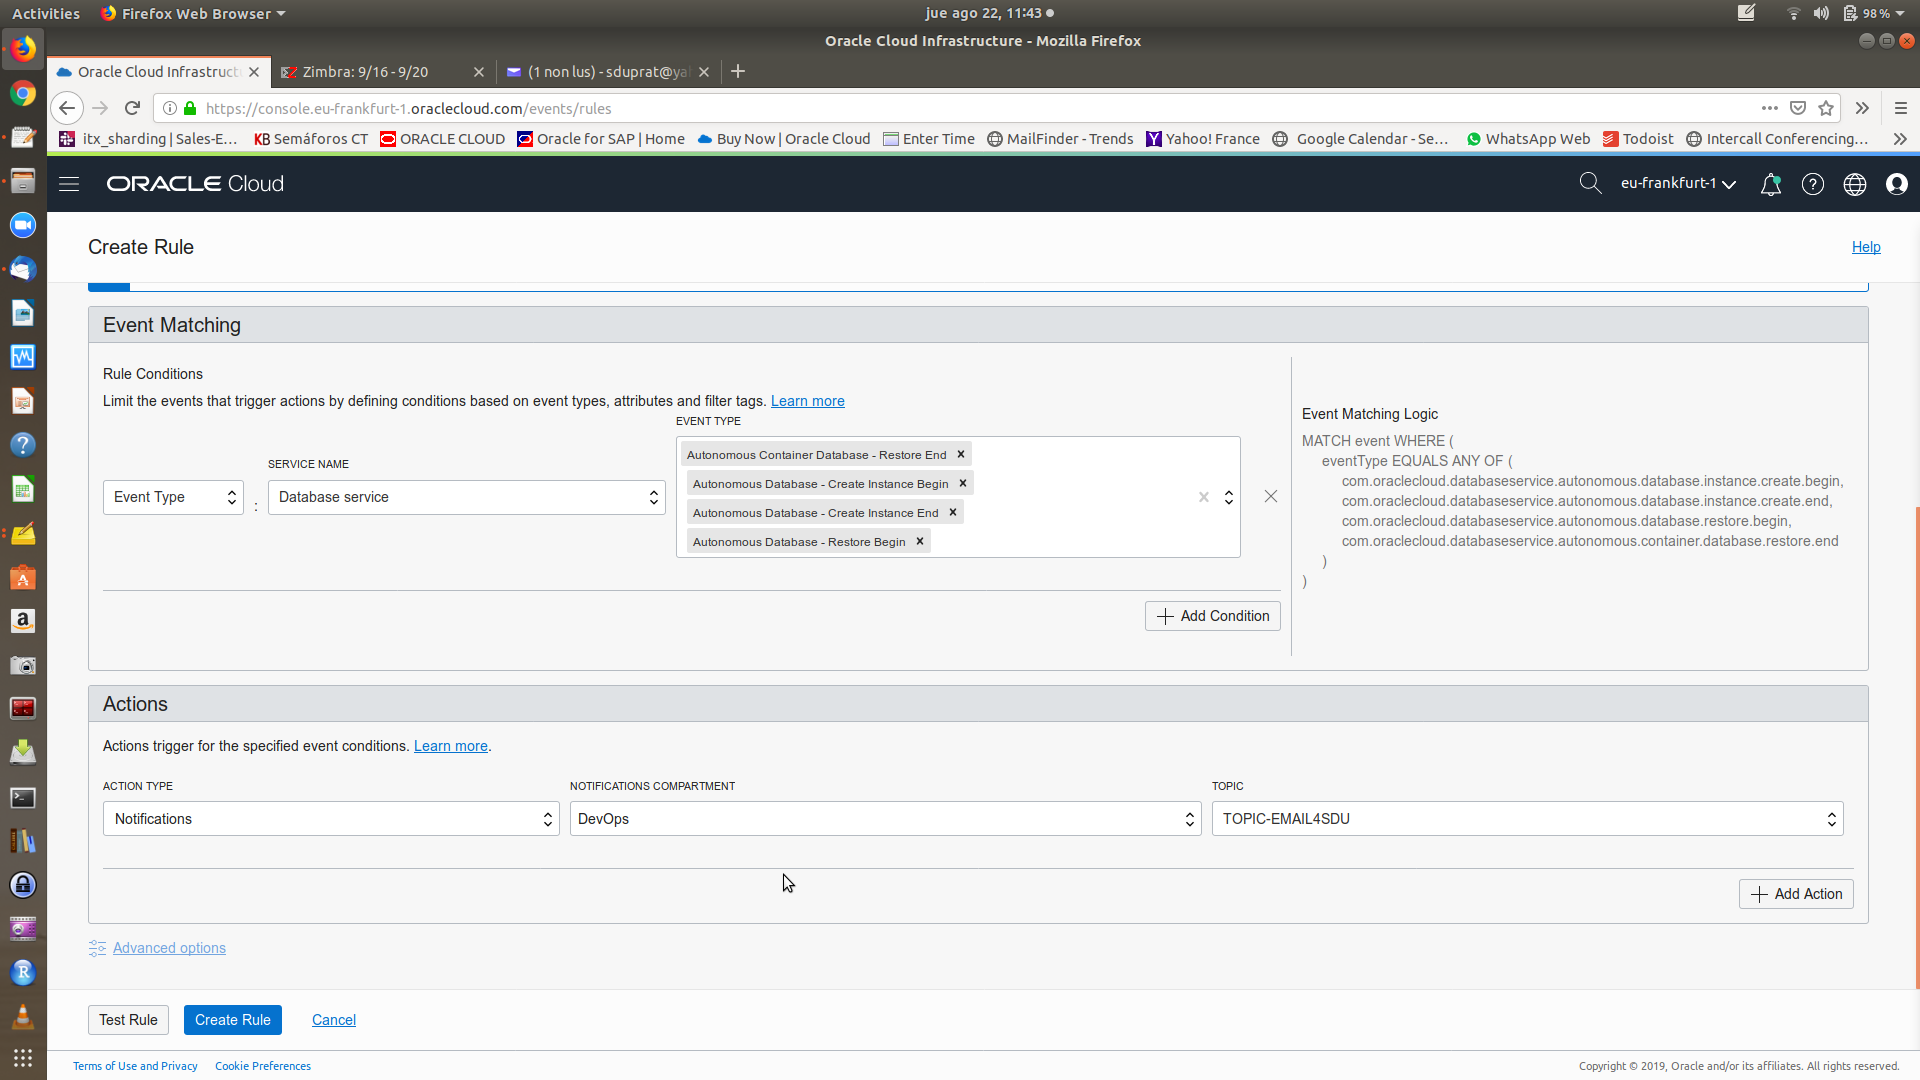 Activities Firefox Web Browser jue ago 22, 11:43 98 %
Oracle Cloud Infrastructure - Mozilla Firefox
Oracle Cloud Infrastruct Zimbra: 9/16 - 9/20 (1 non lus) - sduprat@ya
https://console.eu-frankfurt-1.oraclecloud.com/events/rules
itx_sharding | Sales-E... KB Semáforos CT ORACLE CLOUD Oracle for SAP | Home Buy Now | Oracle Cloud Enter Time MailFinder - Trends Yahoo! France Google Calendar - Se... WhatsApp Web Todoist Intercall Conferencing...
ORACLE Cloud eu-frankfurt-1
Create Rule Help
Event Matching
Rule Conditions
Limit the events that trigger actions by defining conditions based on event types, attributes and filter tags. Learn more
EVENT TYPE
SERVICE NAME
Event Type : Database service
Autonomous Container Database - Restore End
Autonomous Database - Create Instance Begin
Autonomous Database - Create Instance End
Autonomous Database - Restore Begin
+ Add Condition
Event Matching Logic
MATCH event WHERE (
eventType EQUALS ANY OF (
com.oraclecloud.databaseservice.autonomous.database.instance.create.begin,
com.oraclecloud.databaseservice.autonomous.database.instance.create.end,
com.oraclecloud.databaseservice.autonomous.database.restore.begin,
com.oraclecloud.databaseservice.autonomous.container.database.restore.end
)
)
Actions
Actions trigger for the specified event conditions. Learn more.
ACTION TYPE NOTIFICATIONS COMPARTMENT TOPIC
Notifications DevOps TOPIC-EMAIL4SDU
+ Add Action
Advanced options
Test Rule Create Rule Cancel
Terms of Use and Privacy Cookie Preferences Copyright © 2019, Oracle and/or its affiliates. All rights reserved.